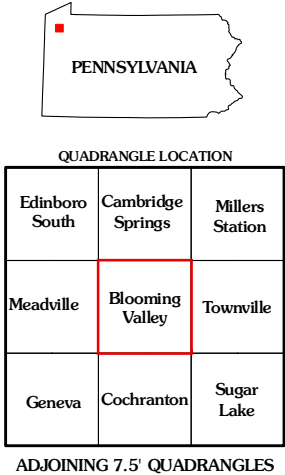 PENNSYLVANIA
QUADRANGLE LOCATION
Edinboro
South
Cambridge
Springs
Millers
Station
Meadville
Blooming
Valley
Townville
Geneva
Cochranton
Sugar
Lake
ADJOINING 7.5' QUADRANGLES